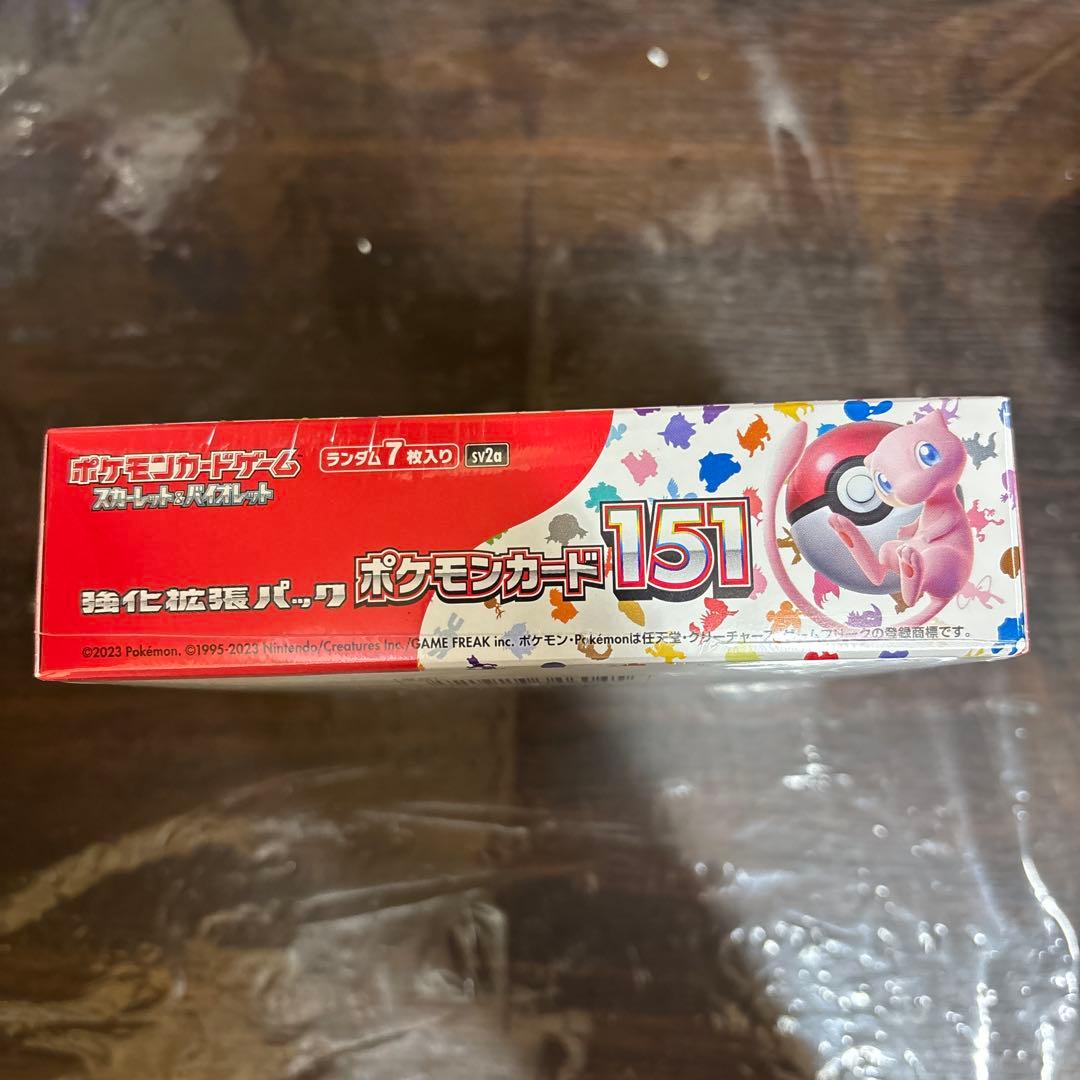 ポケモンカードゲーム
スカーレット&バイオレット
ランダム7枚入り
sv2a
強化拡張パック
ポケモンカード151
©2023 Pokémon. ©1995-2023 Nintendo/Creatures Inc./GAME FREAK inc. ポケモン・Pokémonは任天堂・クリーチャーズ・ゲームフリークの登録商標です。